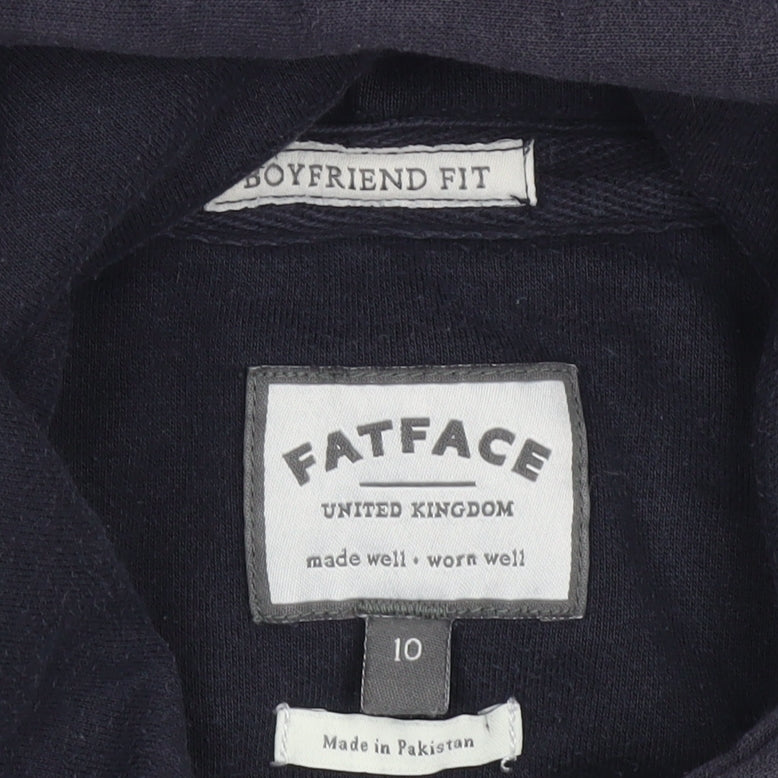 BOYFRIEND FIT
FATFACE
UNITED KINGDOM
made well • worn well
10
Made in Pakistan